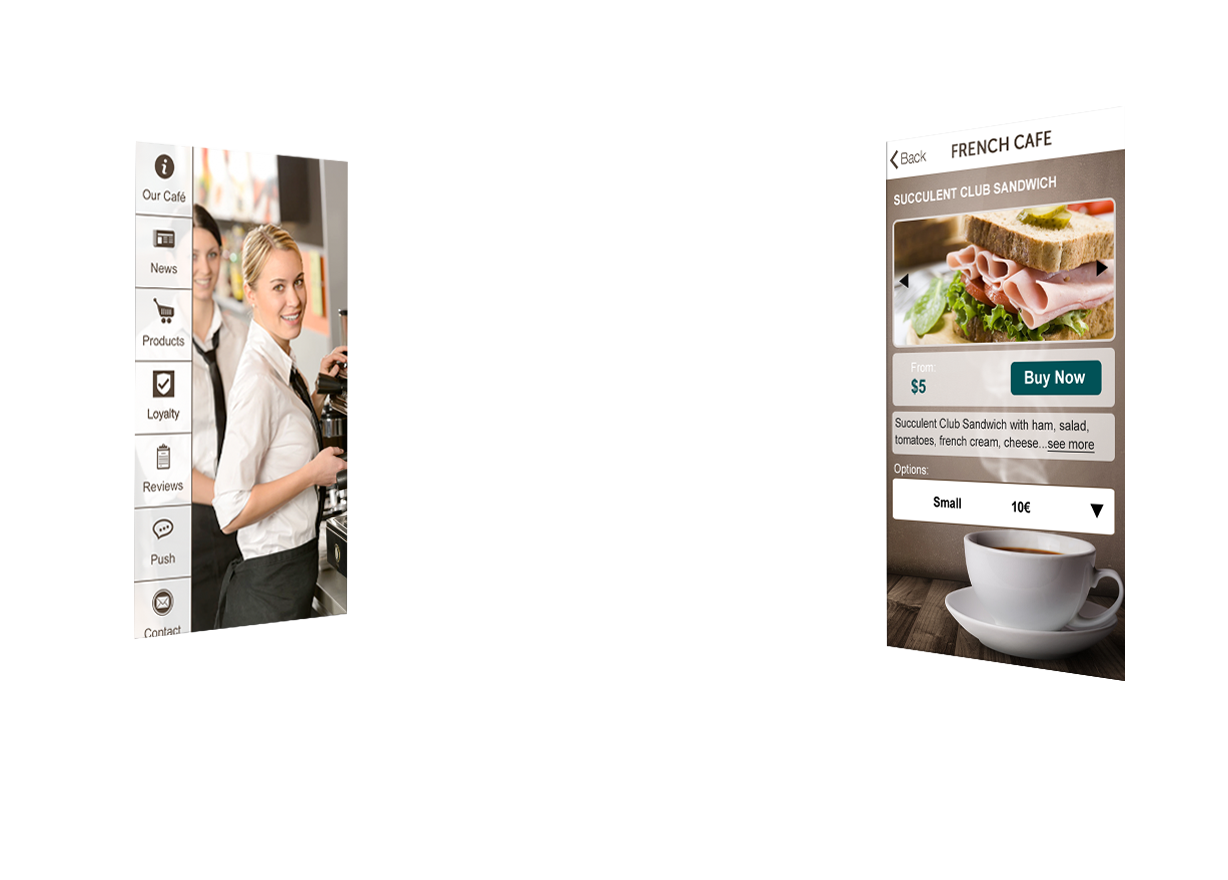 Our Café
News
Products
Loyalty
Reviews
Push
Contact
Back
FRENCH CAFE
SUCCULENT CLUB SANDWICH
From:
$5
Buy Now
Succulent Club Sandwich with ham, salad,
tomatoes, french cream, cheese...see more
Options:
Small 10€